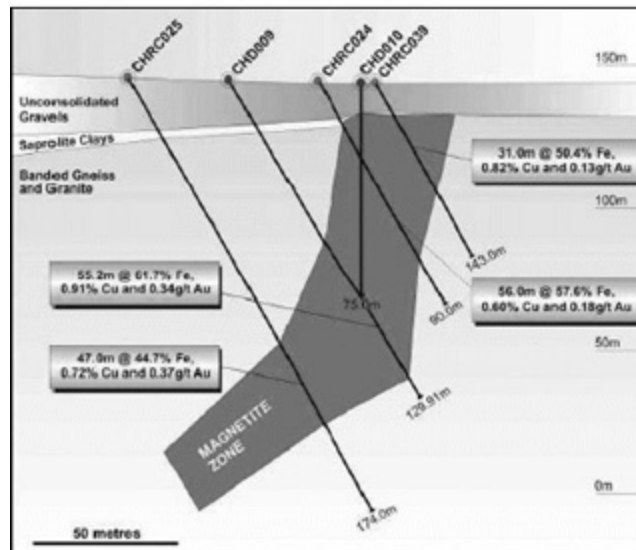 CHRC025
CHD009
CHRC024
CHD010
CHRC039
150m
Unconsolidated
Gravels
Saprolite Clays
Banded Gneiss
and Granite
31.0m @ 50.4% Fe,
0.82% Cu and 0.13g/t Au
100m
143.0m
55.2m @ 61.7% Fe,
0.91% Cu and 0.34g/t Au
75.0m
90.0m
56.0m @ 57.6% Fe,
0.60% Cu and 0.18g/t Au
50m
47.0m @ 44.7% Fe,
0.72% Cu and 0.37g/t Au
129.91m
MAGNETITE
ZONE
0m
174.0m
50 metres